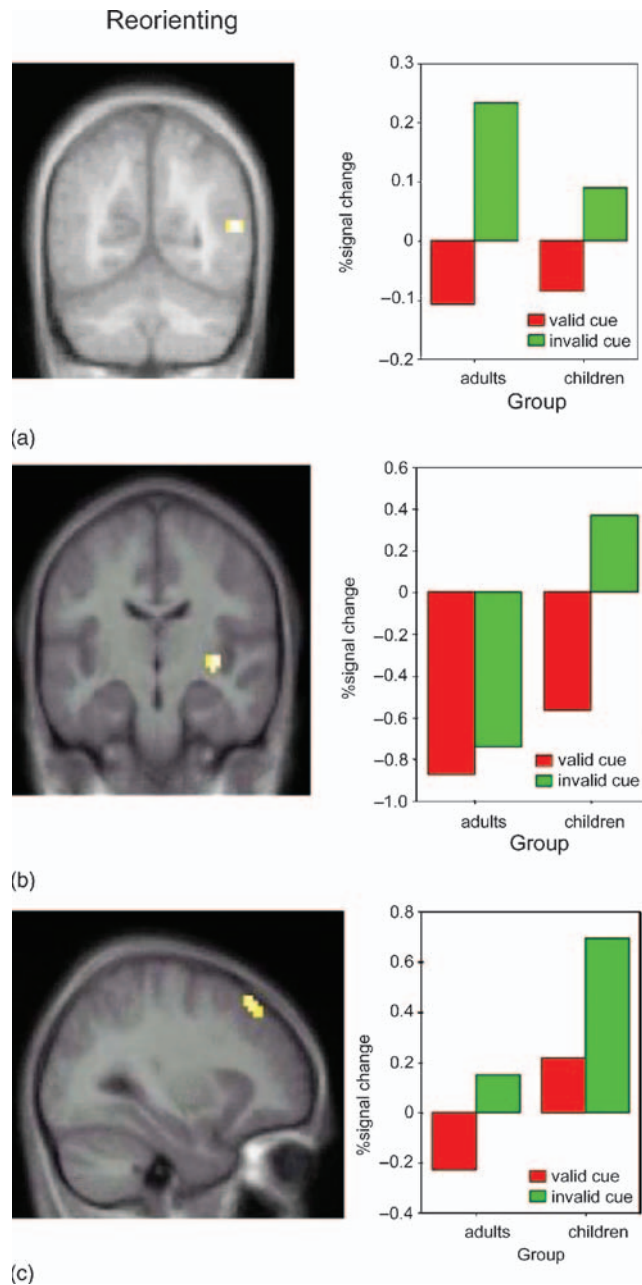 Reorienting
0.3
0.2
0.1
0
–0.1
–0.2
%signal change
valid cue
invalid cue
adults children
Group
(a)
0.6
0.4
0.2
0
–0.2
–0.4
–0.6
–0.8
–1.0
%signal change
valid cue
invalid cue
adults children
Group
(b)
0.8
0.6
0.4
0.2
0
–0.2
–0.4
%signal change
valid cue
invalid cue
adults children
Group
(c)